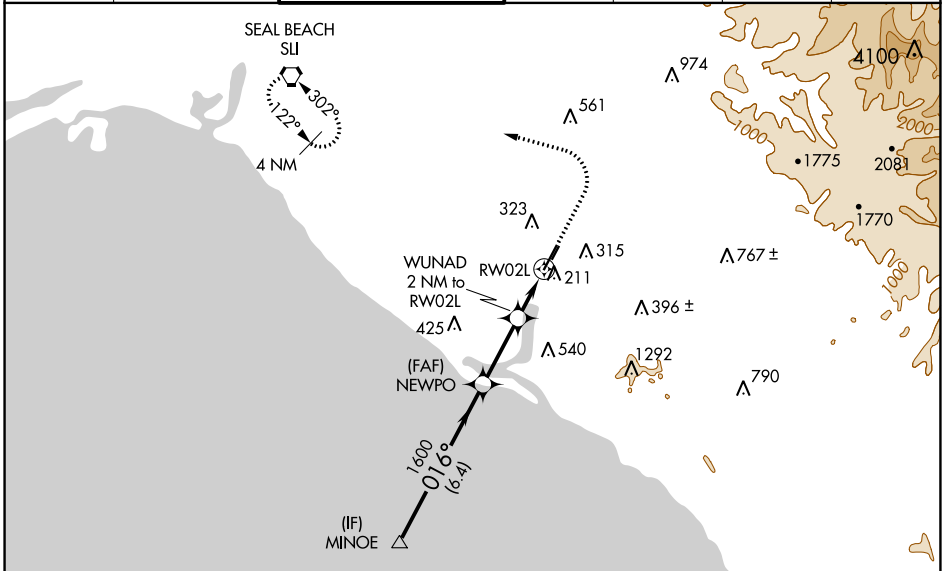 SEAL BEACH
SLI
302°
122°
4 NM
974
4100
561
1000
2000
1775
2081
1770
323
315
WUNAD
2 NM to
RW02L
RW02L
211
767 ±
1000
396 ±
425
540
1292
790
(FAF)
NEWPO
1600
016°
(6.4)
(IF)
MINOE